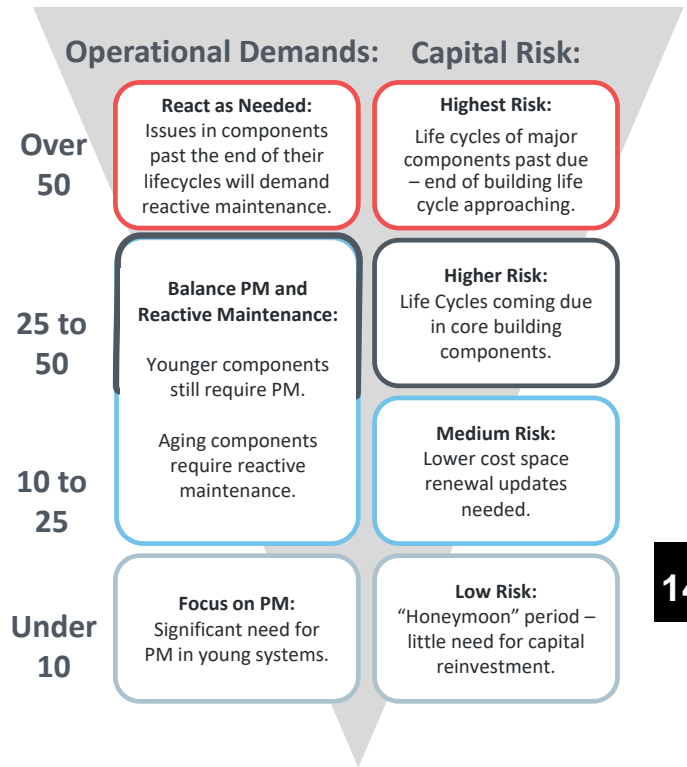 Operational Demands:
Capital Risk:
Over
50
React as Needed:
Issues in components
past the end of their
lifecycles will demand
reactive maintenance.
Highest Risk:
Life cycles of major
components past due
– end of building life
cycle approaching.
25 to
50
Balance PM and
Reactive Maintenance:
Younger components
still require PM.
Aging components
require reactive
maintenance.
Higher Risk:
Life Cycles coming due
in core building
components.
10 to
25
Medium Risk:
Lower cost space
renewal updates
needed.
Under
10
Focus on PM:
Significant need for
PM in young systems.
Low Risk:
“Honeymoon” period –
little need for capital
reinvestment.